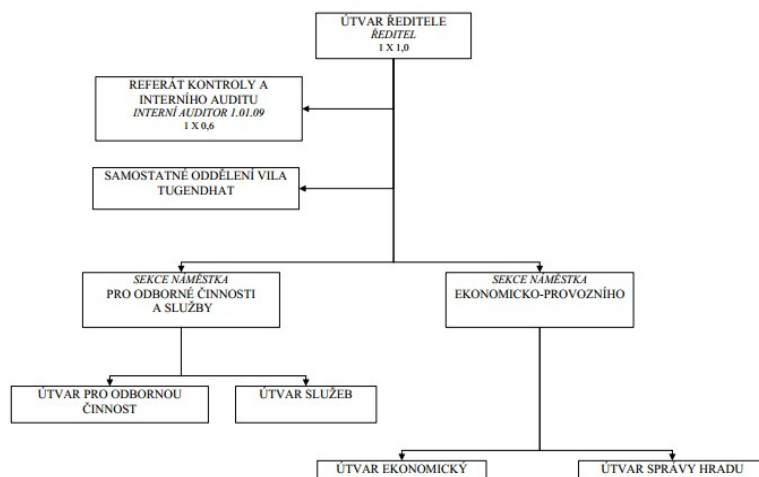 ÚTVAR ŘEDITELE
ŘEDITEL
1 X 1,0
REFERÁT KONTROLY A
INTERNÍHO AUDITU
INTERNÍ AUDITOR 1.01.09
1 X 0,6
SAMOSTATNÉ ODDĚLENÍ VILA
TUGENDHAT
SEKCE NÁMĚSTKA
PRO ODBORNÉ ČINNOSTI
A SLUŽBY
SEKCE NÁMĚSTKA
EKONOMICKO-PROVOZNÍHO
ÚTVAR PRO ODBORNOU
ČINNOST
ÚTVAR SLUŽEB
ÚTVAR EKONOMICKÝ
ÚTVAR SPRÁVY HRADU